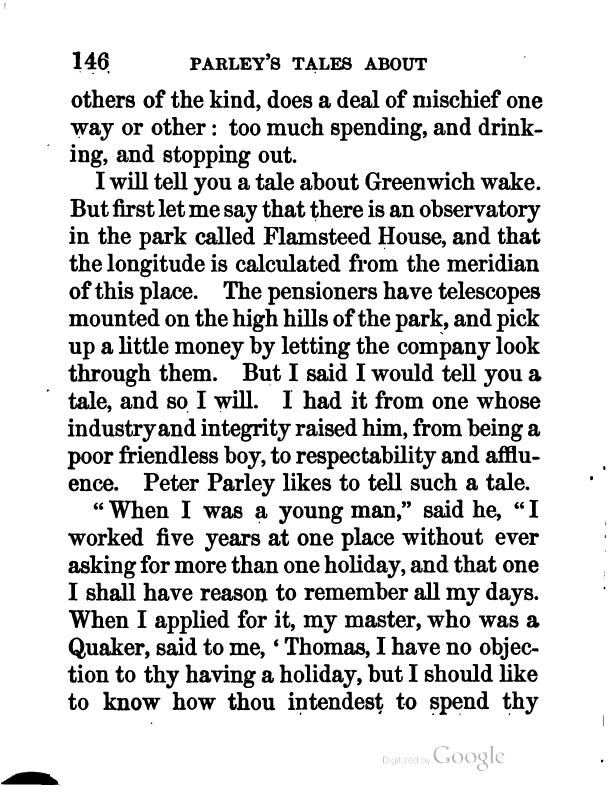 146 PARLEY'S TALES ABOUT
others of the kind, does a deal of mischief one
way or other : too much spending, and drink-
ing, and stopping out.
I will tell you a tale about Greenwich wake.
But first let me say that there is an observatory
in the park called Flamsteed House, and that
the longitude is calculated from the meridian
of this place. The pensioners have telescopes
mounted on the high hills of the park, and pick
up a little money by letting the company look
through them. But I said I would tell you a
tale, and so I will. I had it from one whose
industry and integrity raised him, from being a
poor friendless boy, to respectability and afflu-
ence. Peter Parley likes to tell such a tale.
"When I was a young man," said he, "I
worked five years at one place without ever
asking for more than one holiday, and that one
I shall have reason to remember all my days.
When I applied for it, my master, who was a
Quaker, said to me, 'Thomas, I have no objec-
tion to thy having a holiday, but I should like
to know how thou intendest to spend thy
Digitized by Google